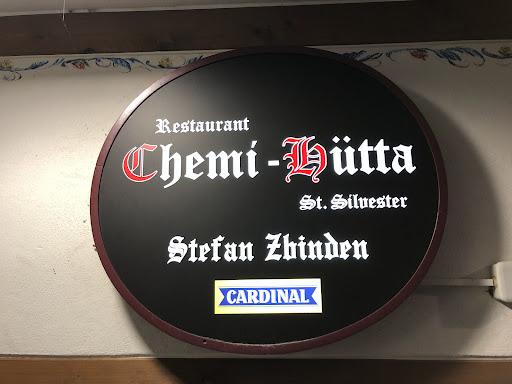 Restaurant
Chemi-Hütta
St. Silvester
Stefan Zbinden
CARDINAL